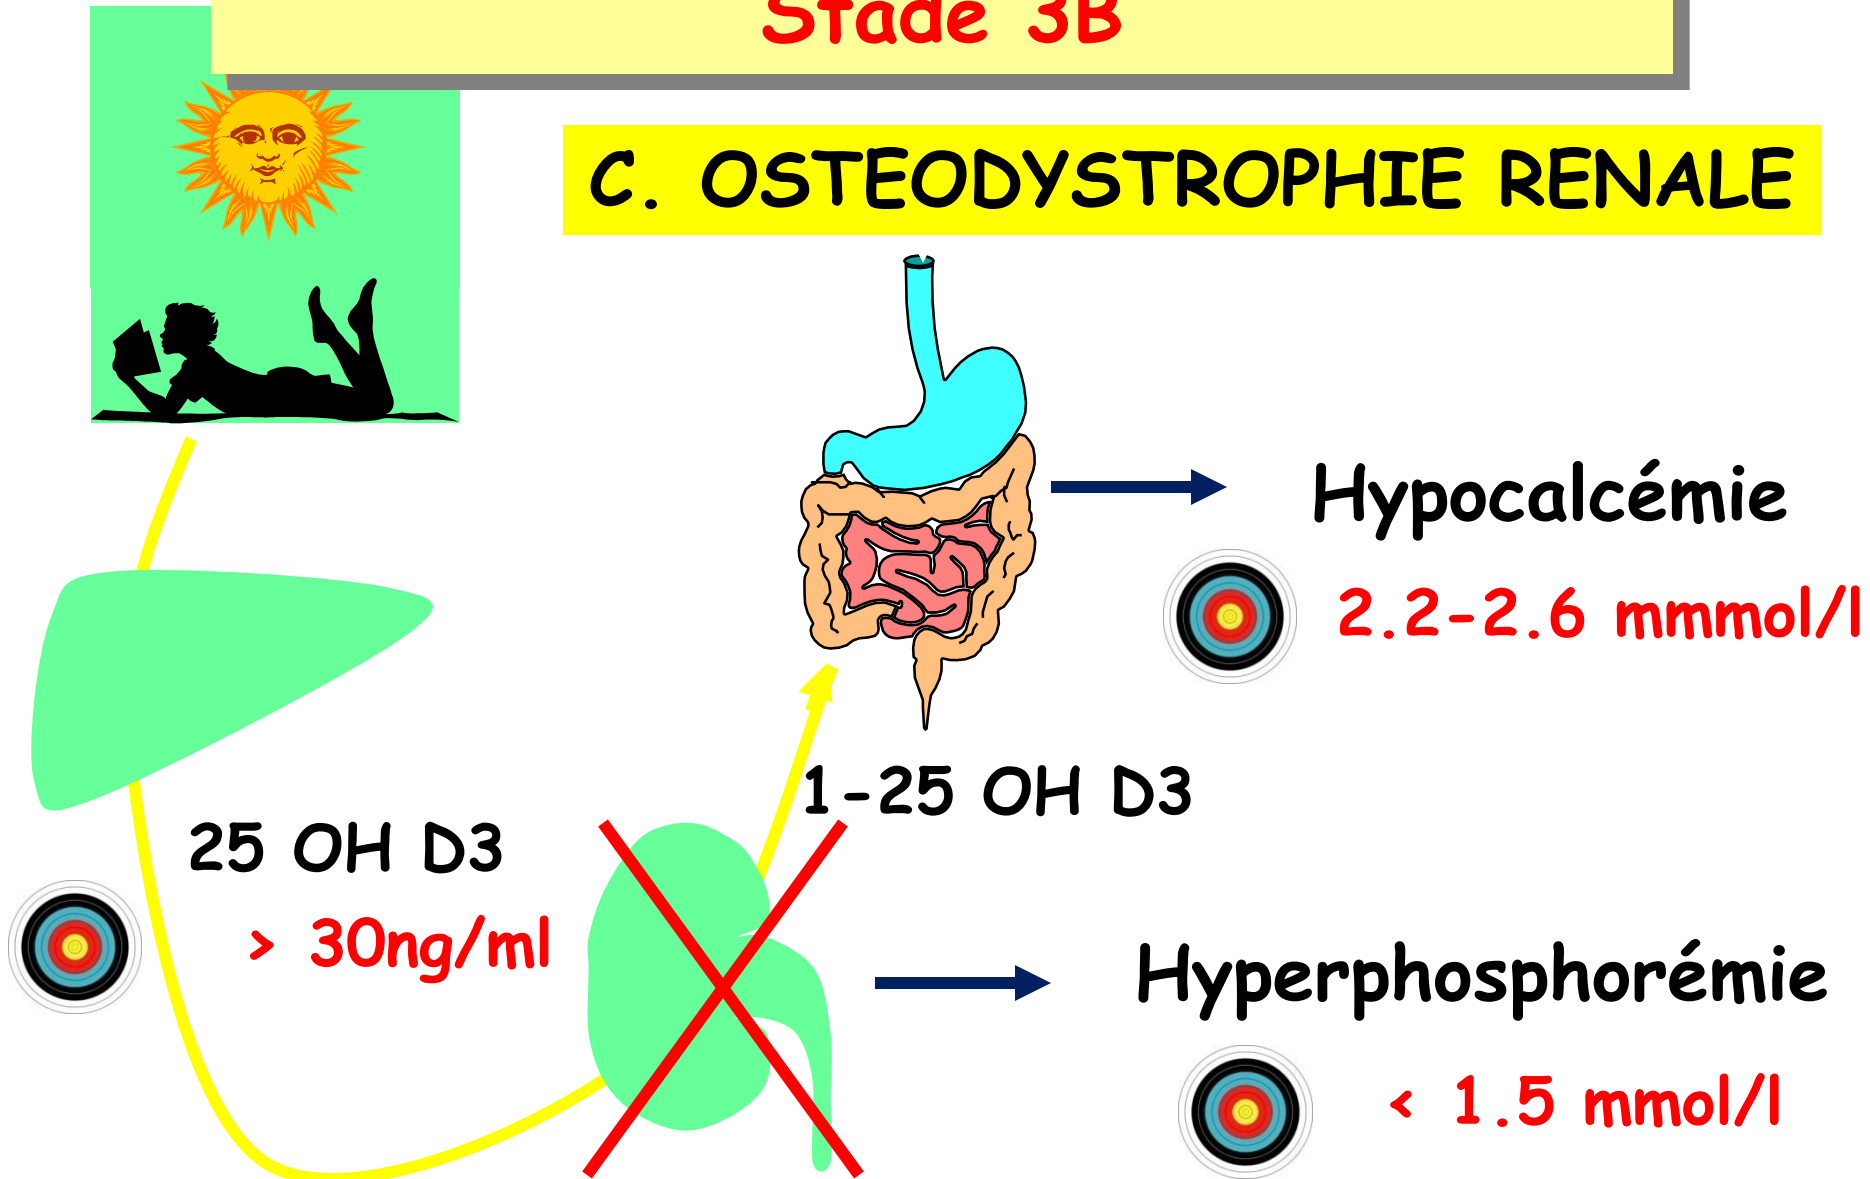 Stade 3B
C. OSTEODYSTROPHIE RENALE
Hypocalcémie
2.2-2.6 mmmol/l
1-25 OH D3
25 OH D3
> 30ng/ml
Hyperphosphorémie
< 1.5 mmol/l